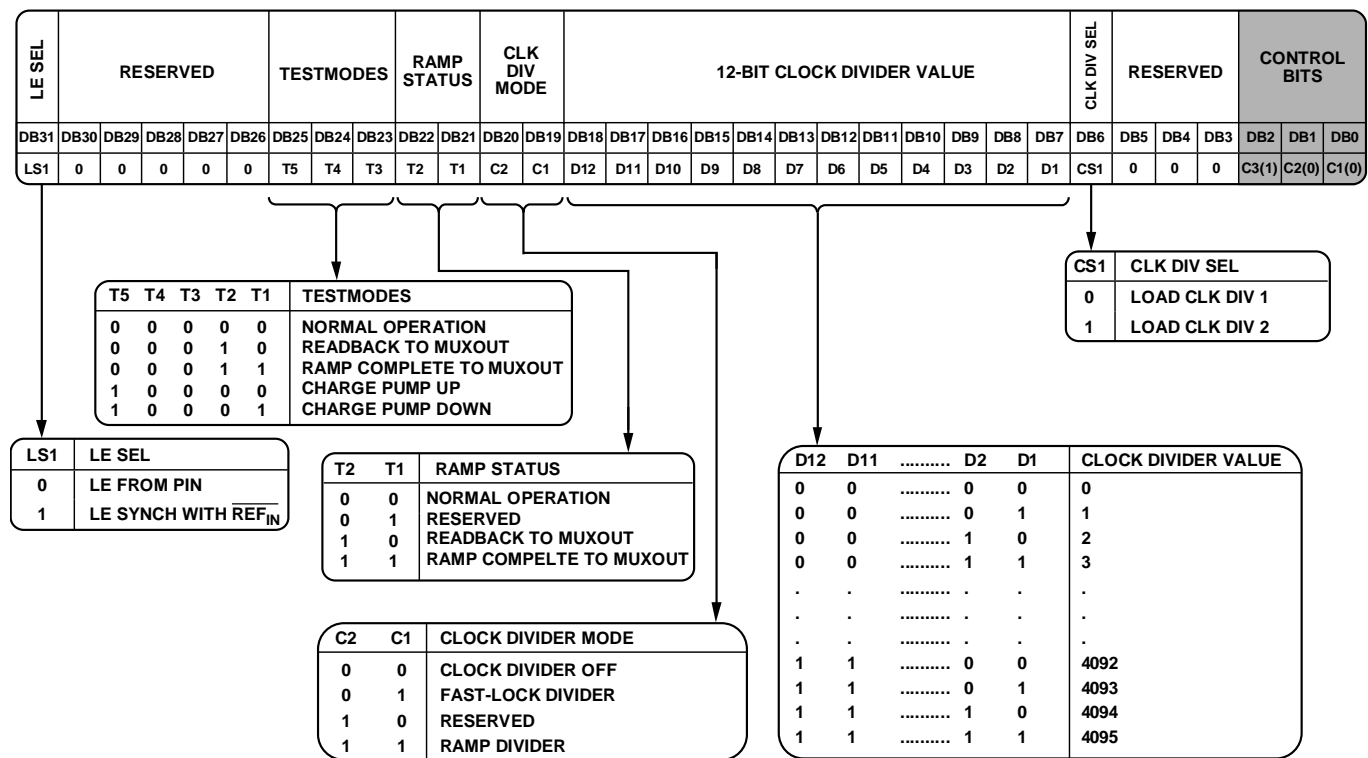 LE SEL
RESERVED
TESTMODES
RAMP STATUS
CLK DIV MODE
12-BIT CLOCK DIVIDER VALUE
CLK DIV SEL
RESERVED
CONTROL BITS
DB31 DB30 DB29 DB28 DB27 DB26 DB25 DB24 DB23 DB22 DB21 DB20 DB19 DB18 DB17 DB16 DB15 DB14 DB13 DB12 DB11 DB10 DB9 DB8 DB7 DB6 DB5 DB4 DB3 DB2 DB1 DB0
LS1 0 0 0 0 0 T5 T4 T3 T2 T1 C2 C1 D12 D11 D10 D9 D8 D7 D6 D5 D4 D3 D2 D1 CS1 0 0 0 C3(1) C2(0) C1(0)
CS1 CLK DIV SEL
0 LOAD CLK DIV 1
1 LOAD CLK DIV 2
T5 T4 T3 T2 T1 TESTMODES
0 0 0 0 0 NORMAL OPERATION
0 0 0 1 0 READBACK TO MUXOUT
0 0 0 1 1 RAMP COMPLETE TO MUXOUT
1 0 0 0 0 CHARGE PUMP UP
1 0 0 0 1 CHARGE PUMP DOWN
LS1 LE SEL
0 LE FROM PIN
1 LE SYNCH WITH REFIN
T2 T1 RAMP STATUS
0 0 NORMAL OPERATION
0 1 RESERVED
1 0 READBACK TO MUXOUT
1 1 RAMP COMPELTE TO MUXOUT
C2 C1 CLOCK DIVIDER MODE
0 0 CLOCK DIVIDER OFF
0 1 FAST-LOCK DIVIDER
1 0 RESERVED
1 1 RAMP DIVIDER
D12 D11 .......... D2 D1 CLOCK DIVIDER VALUE
0 0 .......... 0 0 0
0 0 .......... 0 1 1
0 0 .......... 1 0 2
0 0 .......... 1 1 3
. . .......... . . .
. . .......... . . .
. . .......... . . .
1 1 .......... 0 0 4092
1 1 .......... 0 1 4093
1 1 .......... 1 0 4094
1 1 .......... 1 1 4095